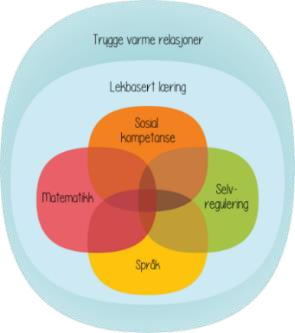 Trygge varme relasjoner
Lekbasert læring
Sosial
kompetanse
Matematikk
Selv-
regulering
Språk